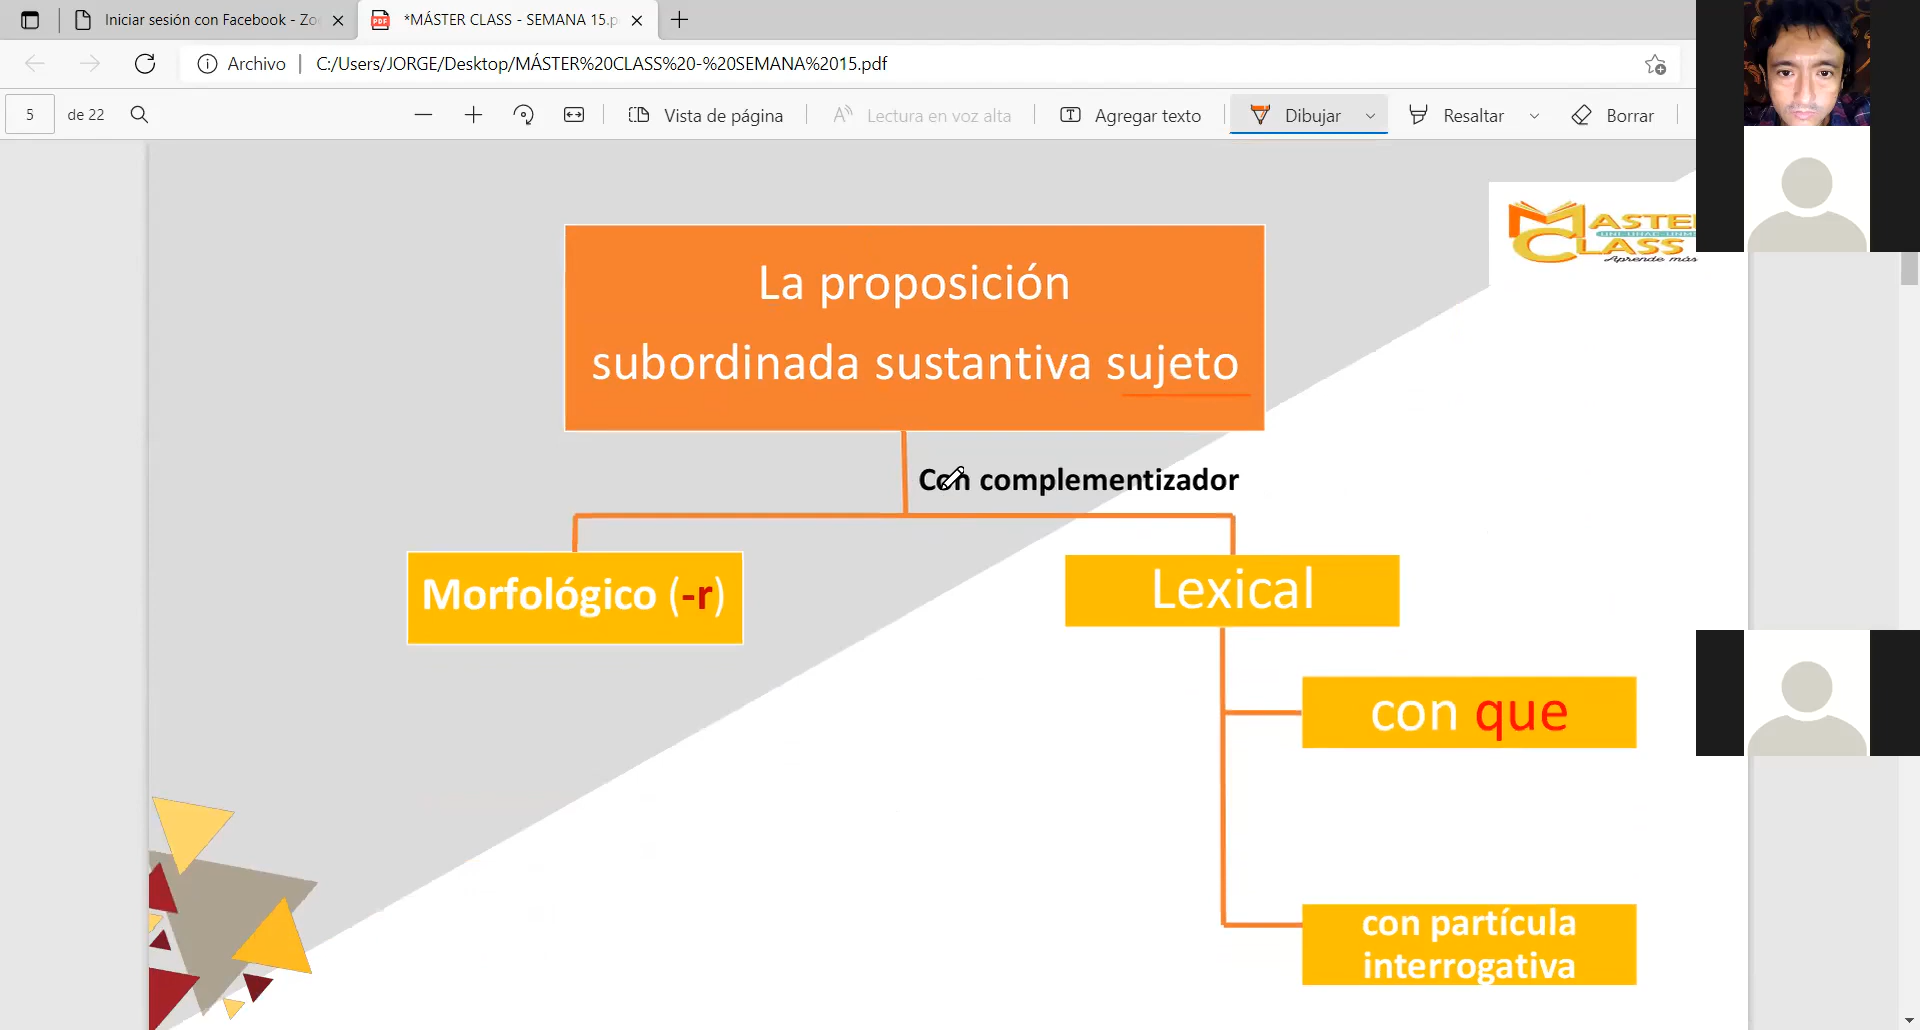 Iniciar sesión con Facebook - Zo
*MÁSTER CLASS - SEMANA 15.p
Archivo | C:/Users/JORGE/Desktop/MÁSTER%20CLASS%20-%20SEMANA%2015.pdf
5 de 22
Vista de página
Lectura en voz alta
Agregar texto
Dibujar
Resaltar
Borrar
MASTE
CLASS
Aprende más
La proposición
subordinada sustantiva sujeto
Con complementizador
Morfológico (-r)
Lexical
con que
con partícula
interrogativa